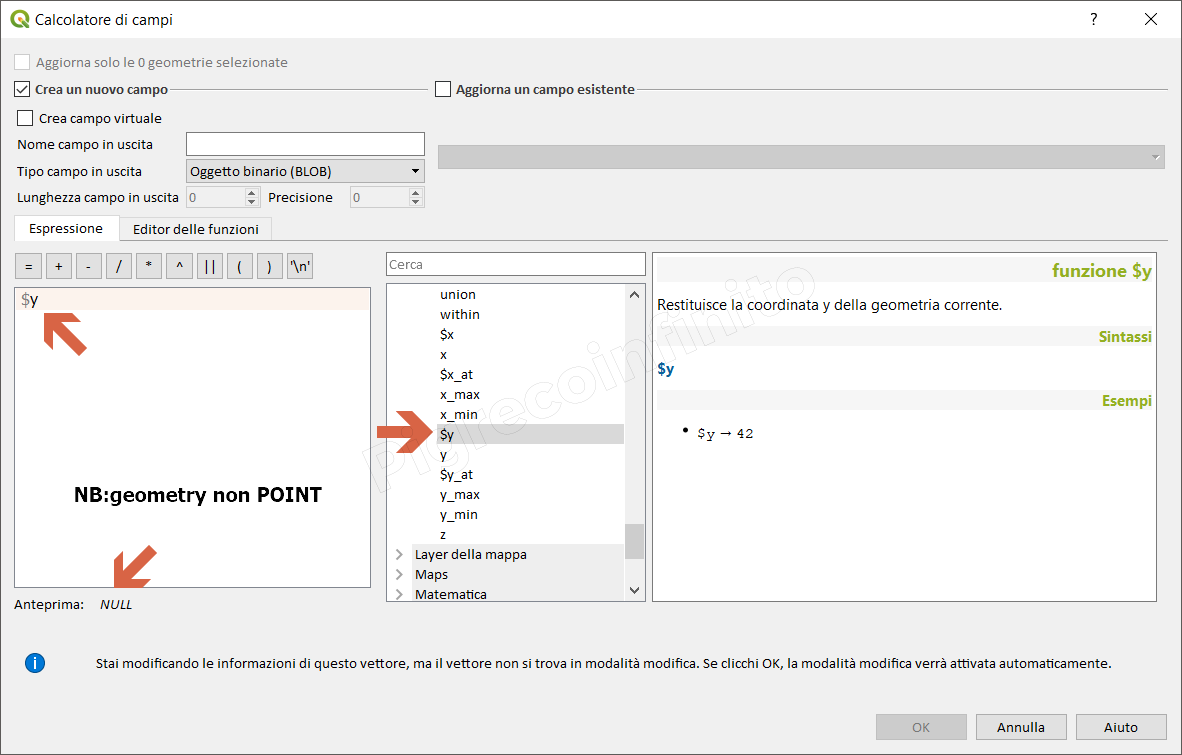 Calcolatore di campi
?
Aggiorna solo le 0 geometrie selezionate
Crea un nuovo campo
Aggiorna un campo esistente
Crea campo virtuale
Nome campo in uscita
Tipo campo in uscita
Oggetto binario (BLOB)
Lunghezza campo in uscita
0
Precisione
0
Espressione
Editor delle funzioni
= + - / * ^ || ( ) '\n'
$y
NB:geometry non POINT
Anteprima: NULL
Cerca
union
within
$x
x
$x_at
x_max
x_min
$y
y
$y_at
y_max
y_min
z
Layer della mappa
Maps
Matematica
funzione $y
Restituisce la coordinata y della geometria corrente.
Sintassi
$y
Esempi
• $y → 42
Pigrecoinfinito
Stai modificando le informazioni di questo vettore, ma il vettore non si trova in modalità modifica. Se clicchi OK, la modalità modifica verrà attivata automaticamente.
OK
Annulla
Aiuto